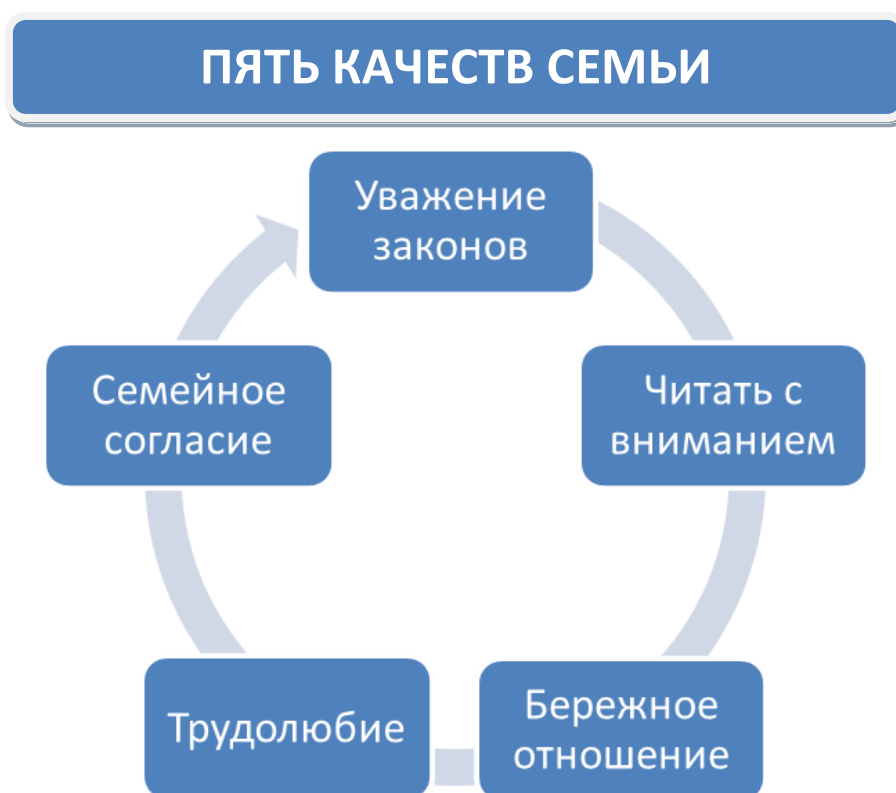 ПЯТЬ КАЧЕСТВ СЕМЬИ
Уважение
законов
Читать с
вниманием
Бережное
отношение
Трудолюбие
Семейное
согласие